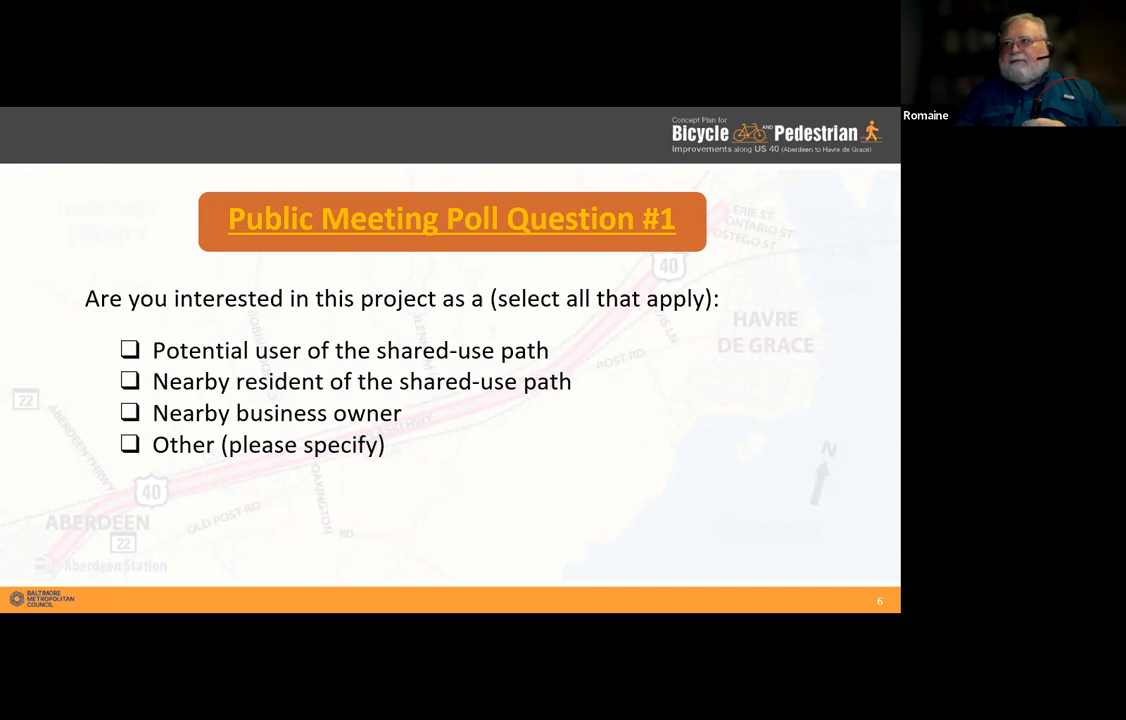 Romaine
Concept Plan for
Bicycle AND Pedestrian
Improvements along US 40 (Aberdeen to Havre de Grace)
Public Meeting Poll Question #1
ERIE ST
ONTARIO ST
OSTEGO ST
40
Are you interested in this project as a (select all that apply):
HAVRE
DE GRACE
Potential user of the shared-use path
POST RD
Nearby resident of the shared-use path
22
Nearby business owner
Other (please specify)
N
40
ABERDEEN
OLD POST RD
OAKINGTON
RD
22
Aberdeen Station
BALTIMORE
METROPOLITAN
COUNCIL
6